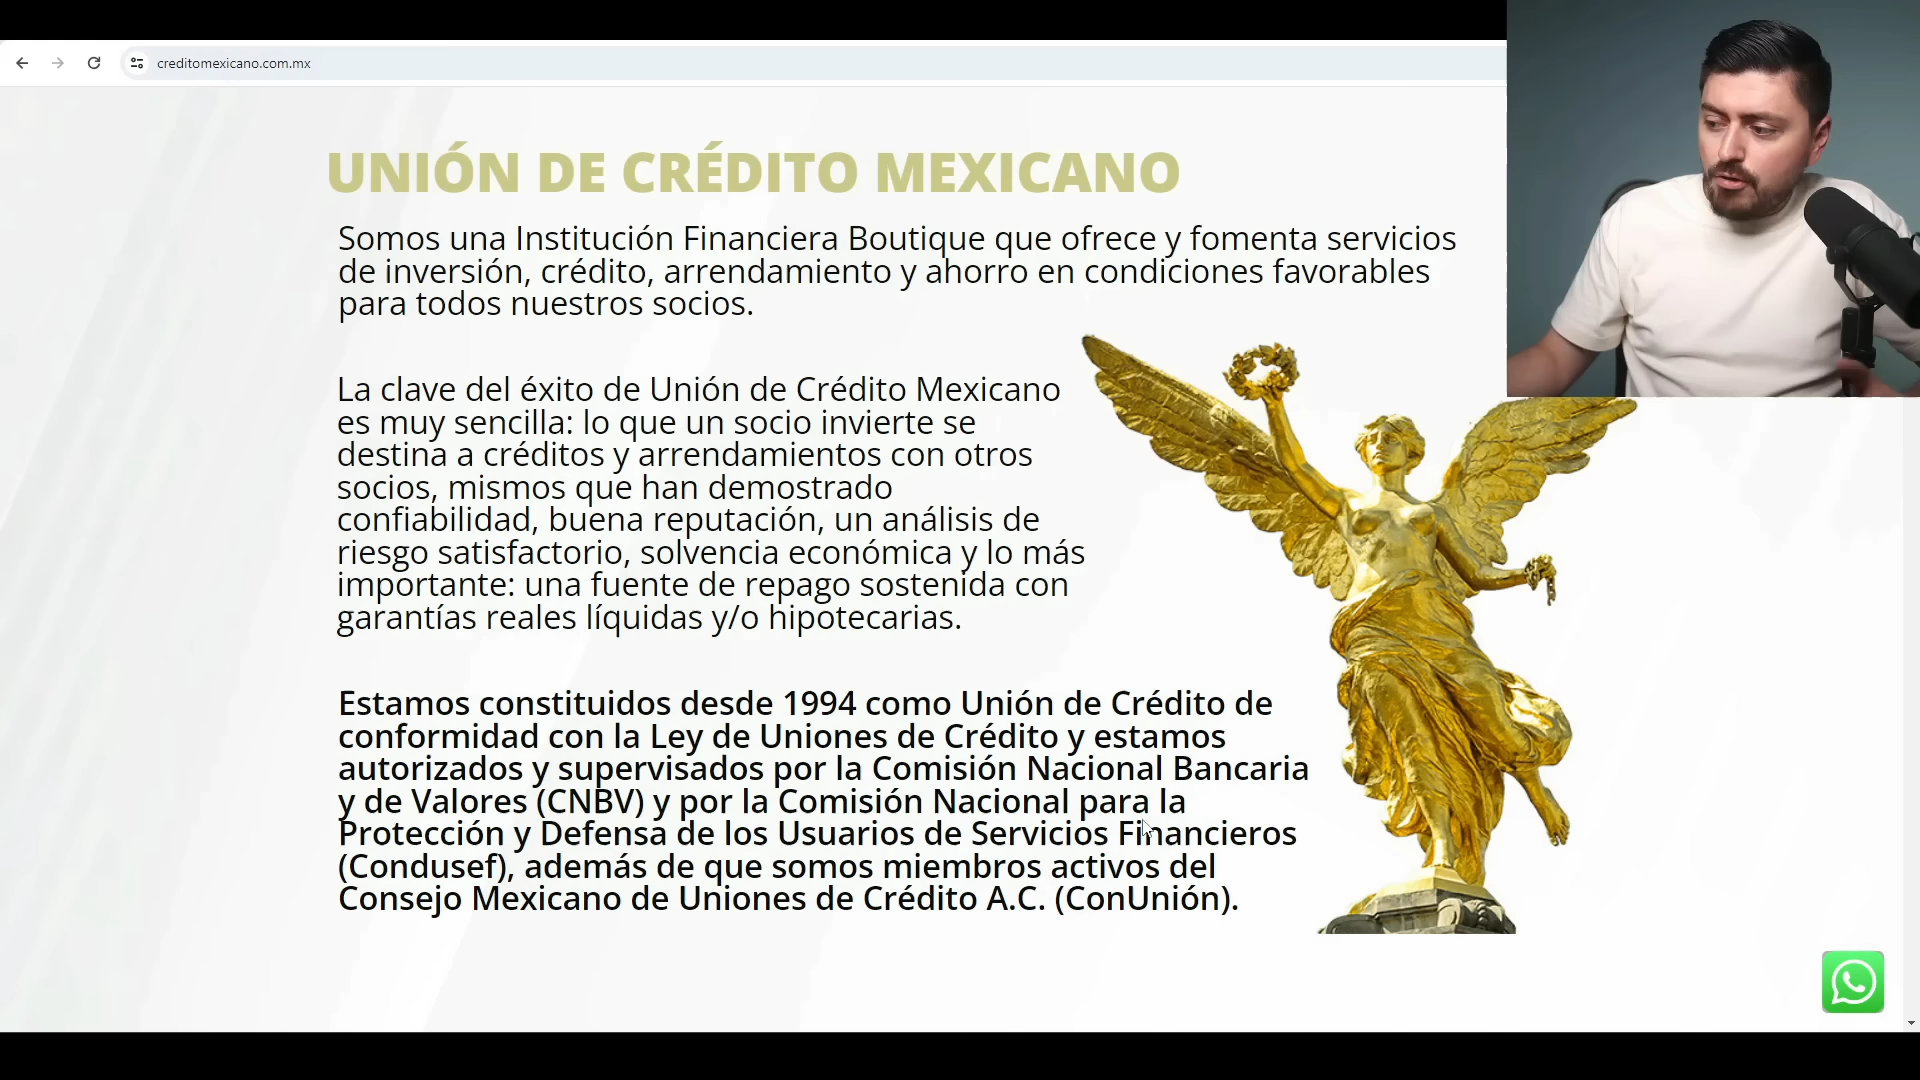 creditomexicano.com.mx
UNIÓN DE CRÉDITO MEXICANO
Somos una Institución Financiera Boutique que ofrece y fomenta servicios
de inversión, crédito, arrendamiento y ahorro en condiciones favorables
para todos nuestros socios.
La clave del éxito de Unión de Crédito Mexicano
es muy sencilla: lo que un socio invierte se
destina a créditos y arrendamientos con otros
socios, mismos que han demostrado
confiabilidad, buena reputación, un análisis de
riesgo satisfactorio, solvencia económica y lo más
importante: una fuente de repago sostenida con
garantías reales líquidas y/o hipotecarias.
Estamos constituidos desde 1994 como Unión de Crédito de
conformidad con la Ley de Uniones de Crédito y estamos
autorizados y supervisados por la Comisión Nacional Bancaria
y de Valores (CNBV) y por la Comisión Nacional para la
Protección y Defensa de los Usuarios de Servicios Financieros
(Condusef), además de que somos miembros activos del
Consejo Mexicano de Uniones de Crédito A.C. (ConUnión).